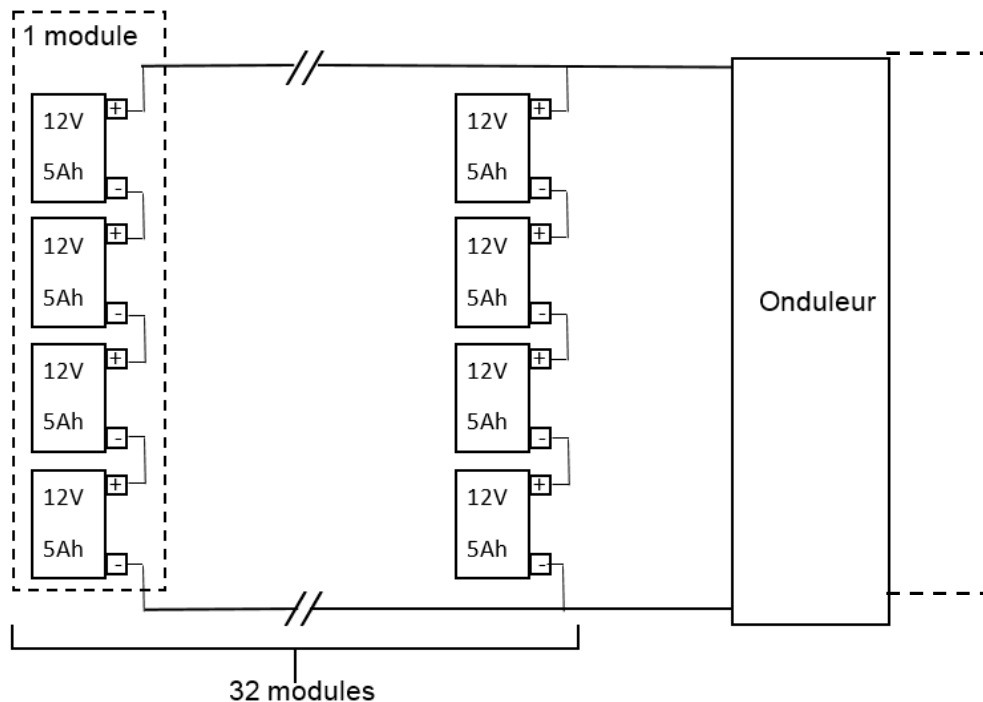 1 module
12V
5Ah
+
-
12V
5Ah
+
-
12V
5Ah
+
-
12V
5Ah
+
-
12V
5Ah
+
-
12V
5Ah
+
-
12V
5Ah
+
-
12V
5Ah
+
-
Onduleur
32 modules